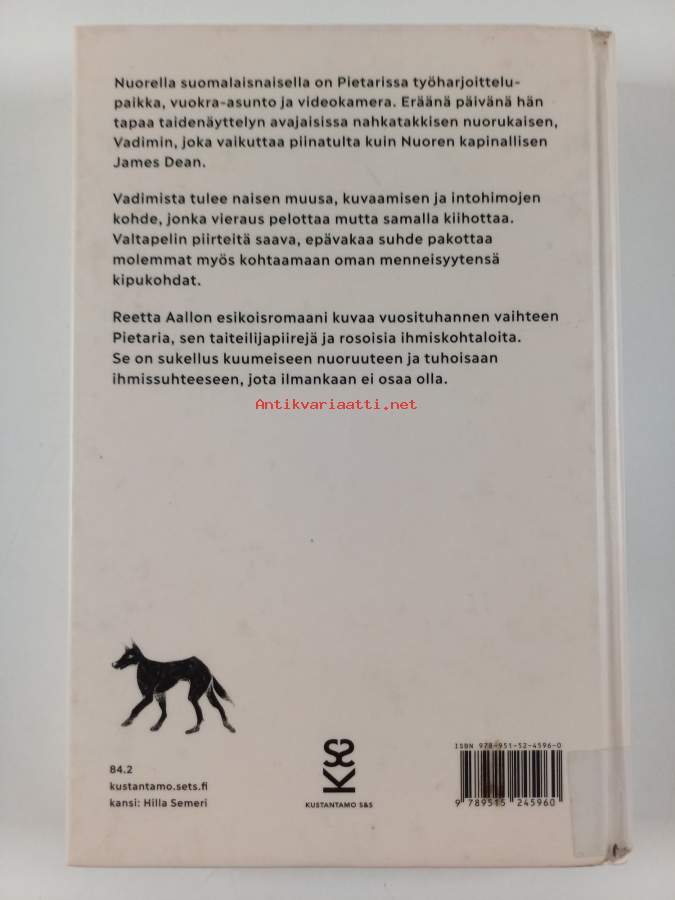 Nuorella suomalaisnaisella on Pietarissa työharjoittelu-
paikka, vuokra-asunto ja videokamera. Eräänä päivänä hän
tapaa taidenäyttelyn avajaisissa nahkatakkisen nuorukaisen,
Vadimin, joka vaikuttaa piinatulta kuin Nuoren kapinallisen
James Dean.
Vadimista tulee naisen muusa, kuvaamisen ja intohimojen
kohde, jonka vieraus pelottaa mutta samalla kiihottaa.
Valtapelin piirteitä saava, epävakaa suhde pakottaa
molemmat myös kohtaamaan oman menneisyytensä
kipukohdat.
Reetta Aallon esikoisromaani kuvaa vuosituhannen vaihteen
Pietaria, sen taiteilijapiirejä ja rosoisia ihmiskohtaloita.
Se on sukellus kuumeiseen nuoruuteen ja tuhoisaan
ihmissuhteeseen, jota ilmankaan ei osaa olla.
Antikvariaatti.net
84.2
kustantamo.sets.fi
kansi: Hilla Semeri
KUSTANTAMO S&S
ISBN 978-951-52-4596-0
9 789515 245960